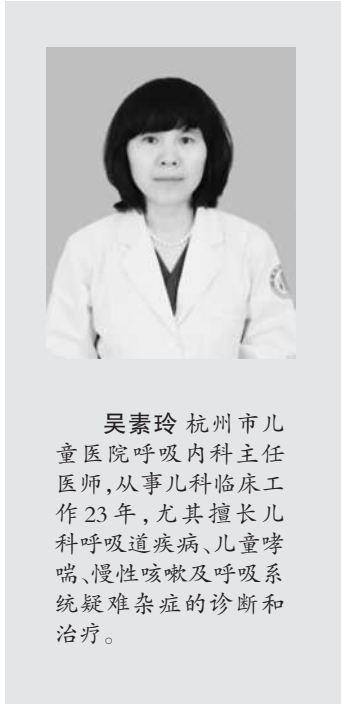 吴素玲 杭州市儿
童医院呼吸内科主任
医师,从事儿科临床工
作23年,尤其擅长儿
科呼吸道疾病、儿童哮
喘、慢性咳嗽及呼吸系
统疑难杂症的诊断和
治疗。